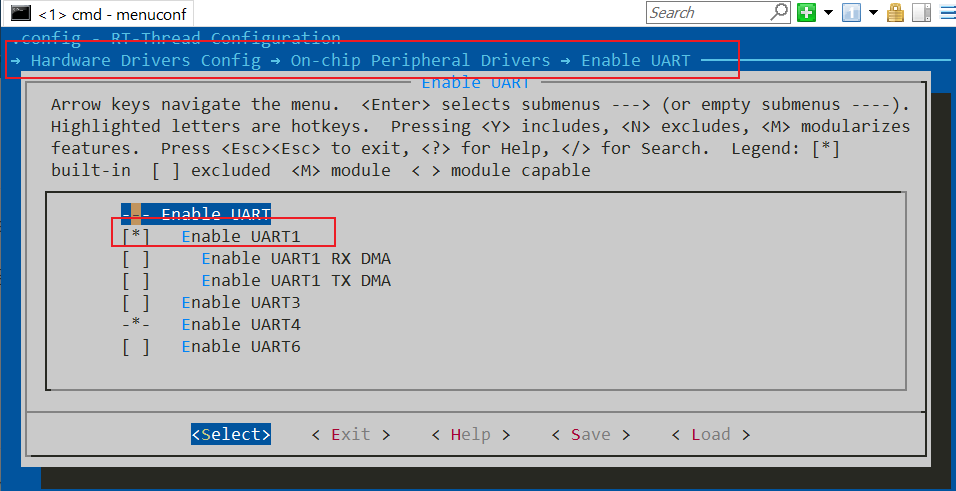 <1> cmd - menuconf
Search
.config - RT-Thread Configuration
→ Hardware Drivers Config → On-chip Peripheral Drivers → Enable UART
Enable UART
Arrow keys navigate the menu.  <Enter> selects submenus ---> (or empty submenus ----).
Highlighted letters are hotkeys.  Pressing <Y> includes, <N> excludes, <M> modularizes
features.  Press <Esc><Esc> to exit, <?> for Help, </> for Search.  Legend: [*]
built-in  [ ] excluded  <M> module  < > module capable
--- Enable UART
[*]   Enable UART1
[ ]     Enable UART1 RX DMA
[ ]     Enable UART1 TX DMA
[ ]   Enable UART3
-*-   Enable UART4
[ ]   Enable UART6
<Select>    < Exit >    < Help >    < Save >    < Load >